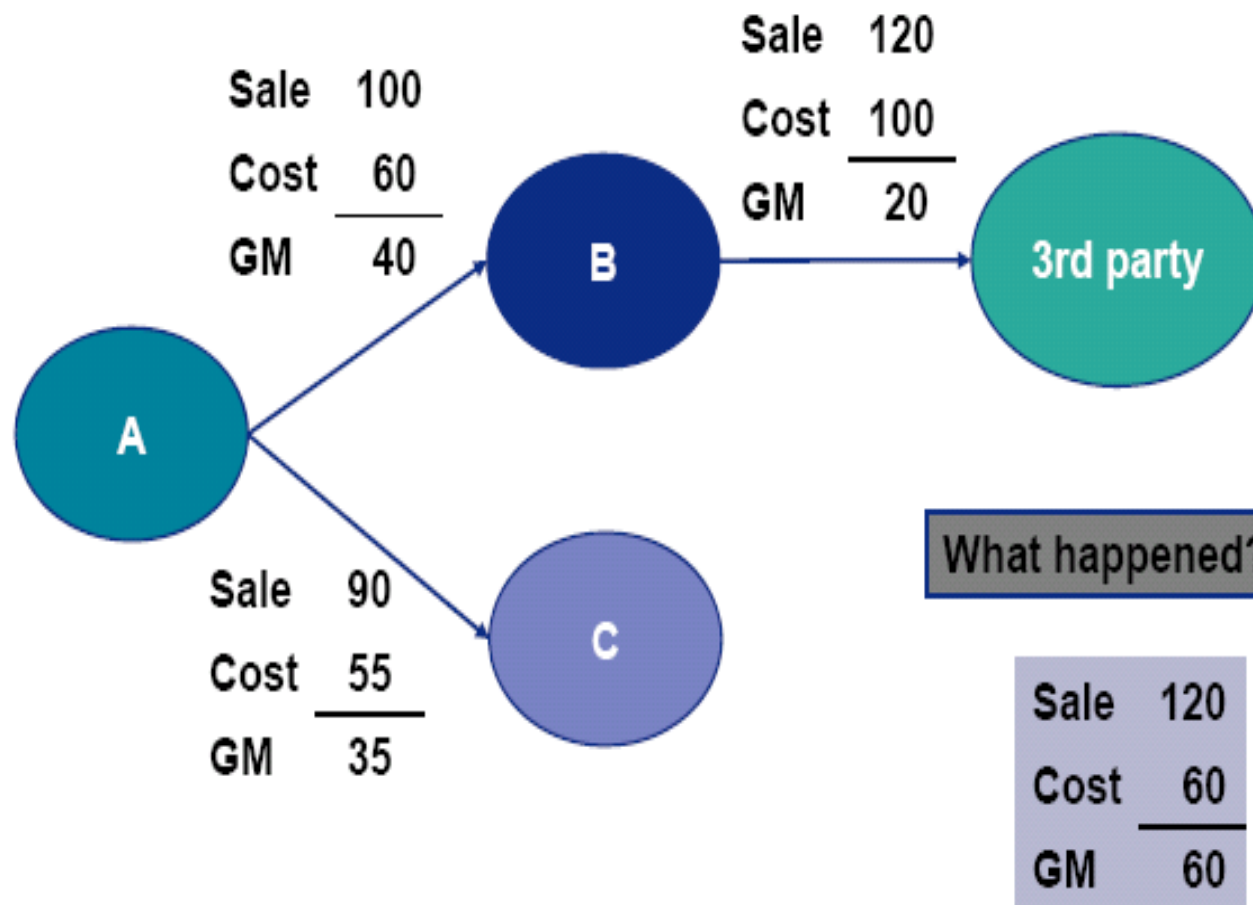 Sale 100
Cost 60
GM 40
Sale 120
Cost 100
GM 20
A
B
3rd party
Sale 90
Cost 55
GM 35
C
What happened?
Sale 120
Cost 60
GM 60